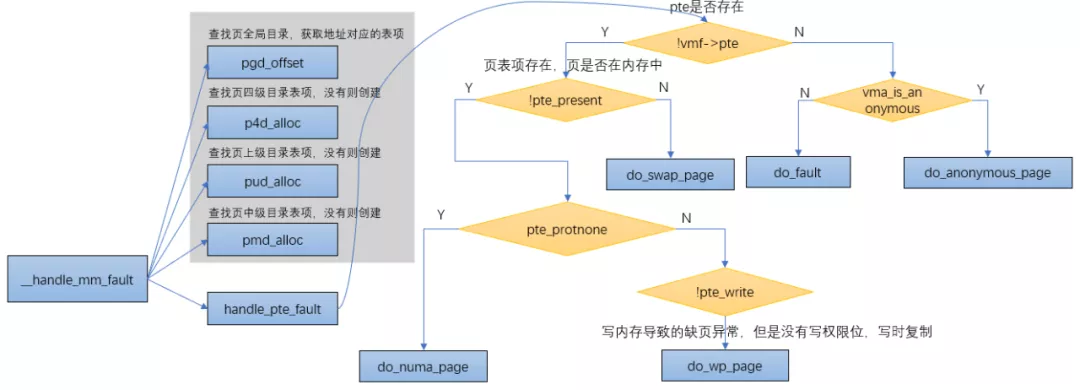 查找页全局目录，获取地址对应的表项
pgd_offset
查找页四级目录表项，没有则创建
p4d_alloc
查找页上级目录表项，没有则创建
pud_alloc
查找页中级目录表项，没有则创建
pmd_alloc
__handle_mm_fault
handle_pte_fault
pte是否存在
!vmf->pte
Y
N
页表项存在，页是否在内存中
!pte_present
Y
N
vma_is_an
onymous
N
Y
do_swap_page
do_fault
do_anonymous_page
pte_protnone
Y
N
!pte_write
写内存导致的缺页异常，但是没有写权限位，写时复制
do_numa_page
do_wp_page